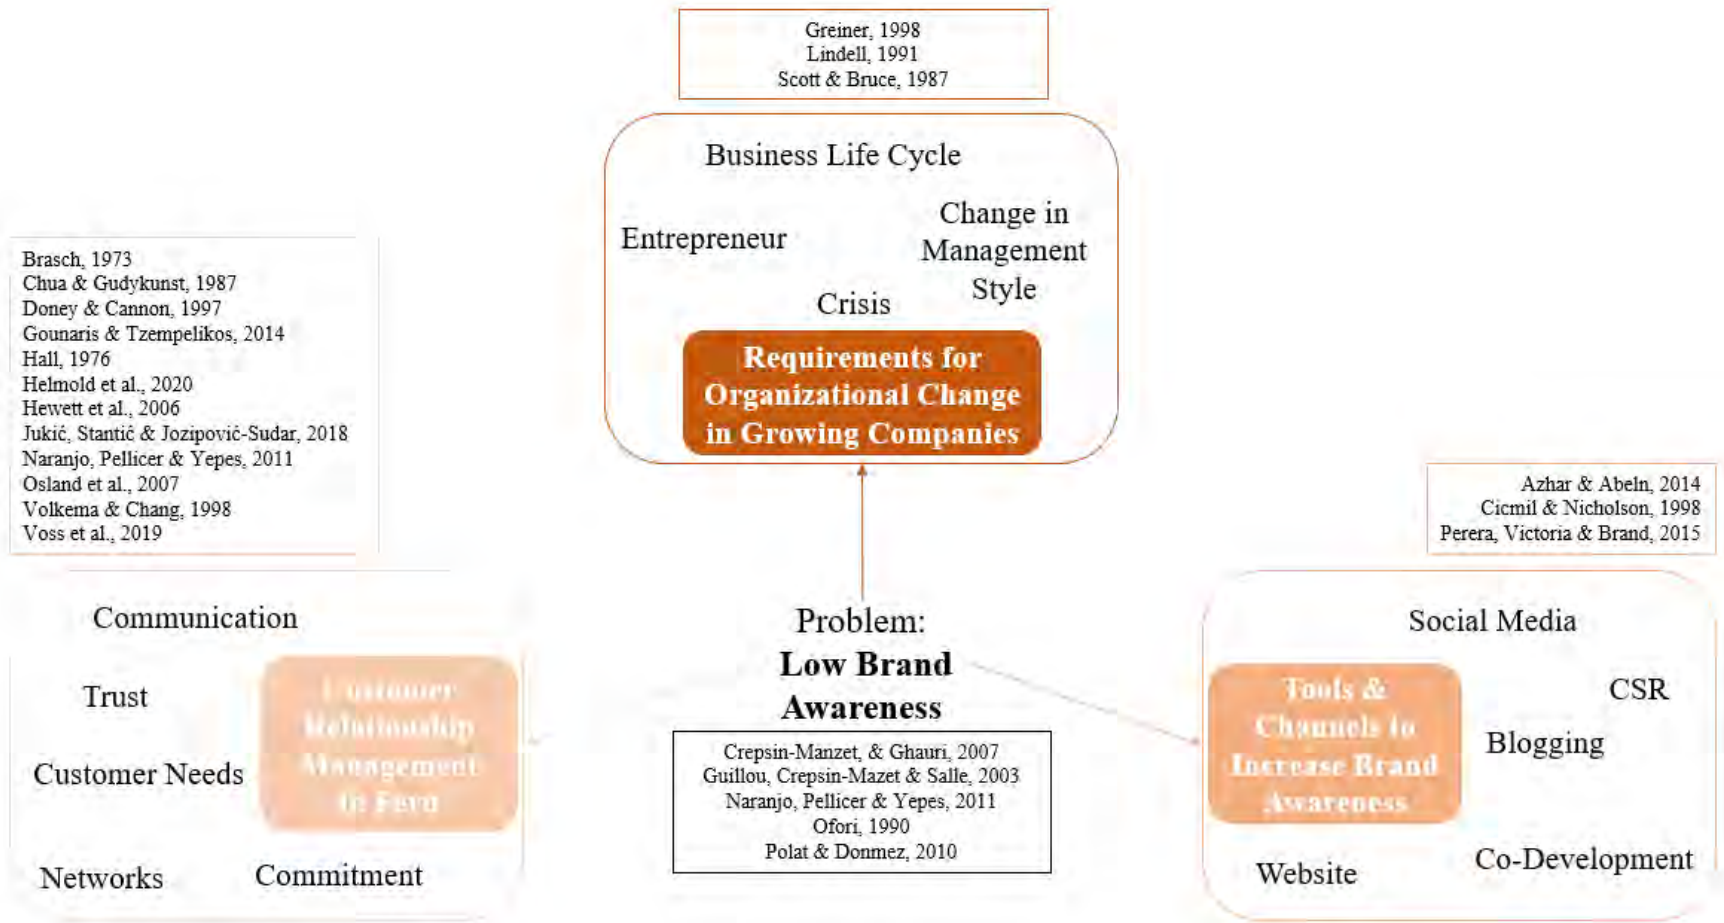 Greiner, 1998
Lindell, 1991
Scott & Bruce, 1987
Business Life Cycle
Entrepreneur
Change in
Management
Style
Crisis
Requirements for
Organizational Change
in Growing Companies
Brasch, 1973
Chua & Gudykunst, 1987
Doney & Cannon, 1997
Gounaris & Tzempelikos, 2014
Hall, 1976
Helmold et al., 2020
Hewett et al., 2006
Jukić, Stantić & Jozipović-Sudar, 2018
Naranjo, Pellicer & Yepes, 2011
Osland et al., 2007
Volkema & Chang, 1998
Voss et al., 2019
Communication
Trust
Customer Needs
Networks
Commitment
Customer
Relationship
Management
in Peru
Problem:
Low Brand
Awareness
Crepsin-Manzet, & Ghauri, 2007
Guillou, Crepsin-Mazet & Salle, 2003
Naranjo, Pellicer & Yepes, 2011
Ofori, 1990
Polat & Donmez, 2010
Azhar & Abeln, 2014
Cicmil & Nicholson, 1998
Perera, Victoria & Brand, 2015
Social Media
CSR
Blogging
Co-Development
Website
Tools &
Channels to
Increase Brand
Awareness